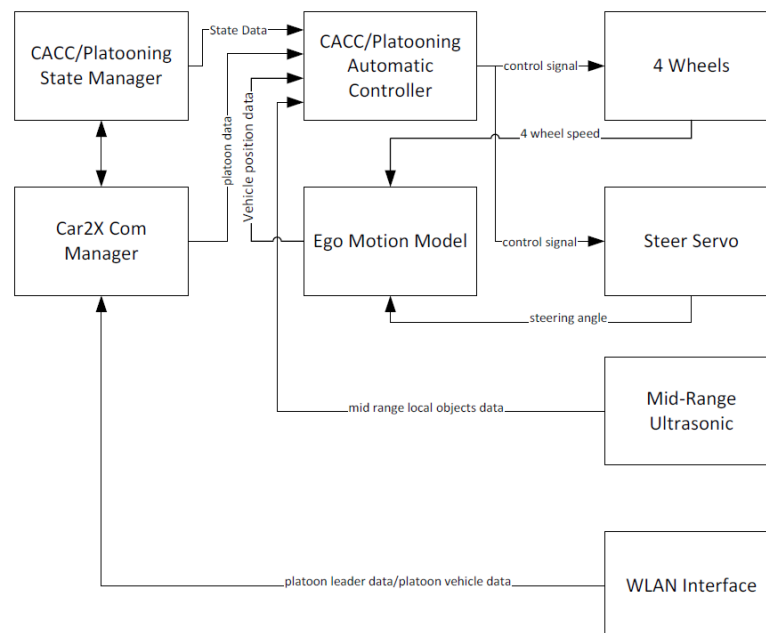 State Data
CACC/Platooning
State Manager
CACC/Platooning
Automatic
Controller
control signal
4 Wheels
platoon data
Vehicle position data
4 wheel speed
Car2X Com
Manager
Ego Motion Model
control signal
Steer Servo
steering angle
mid range local objects data
Mid-Range
Ultrasonic
platoon leader data/platoon vehicle data
WLAN Interface